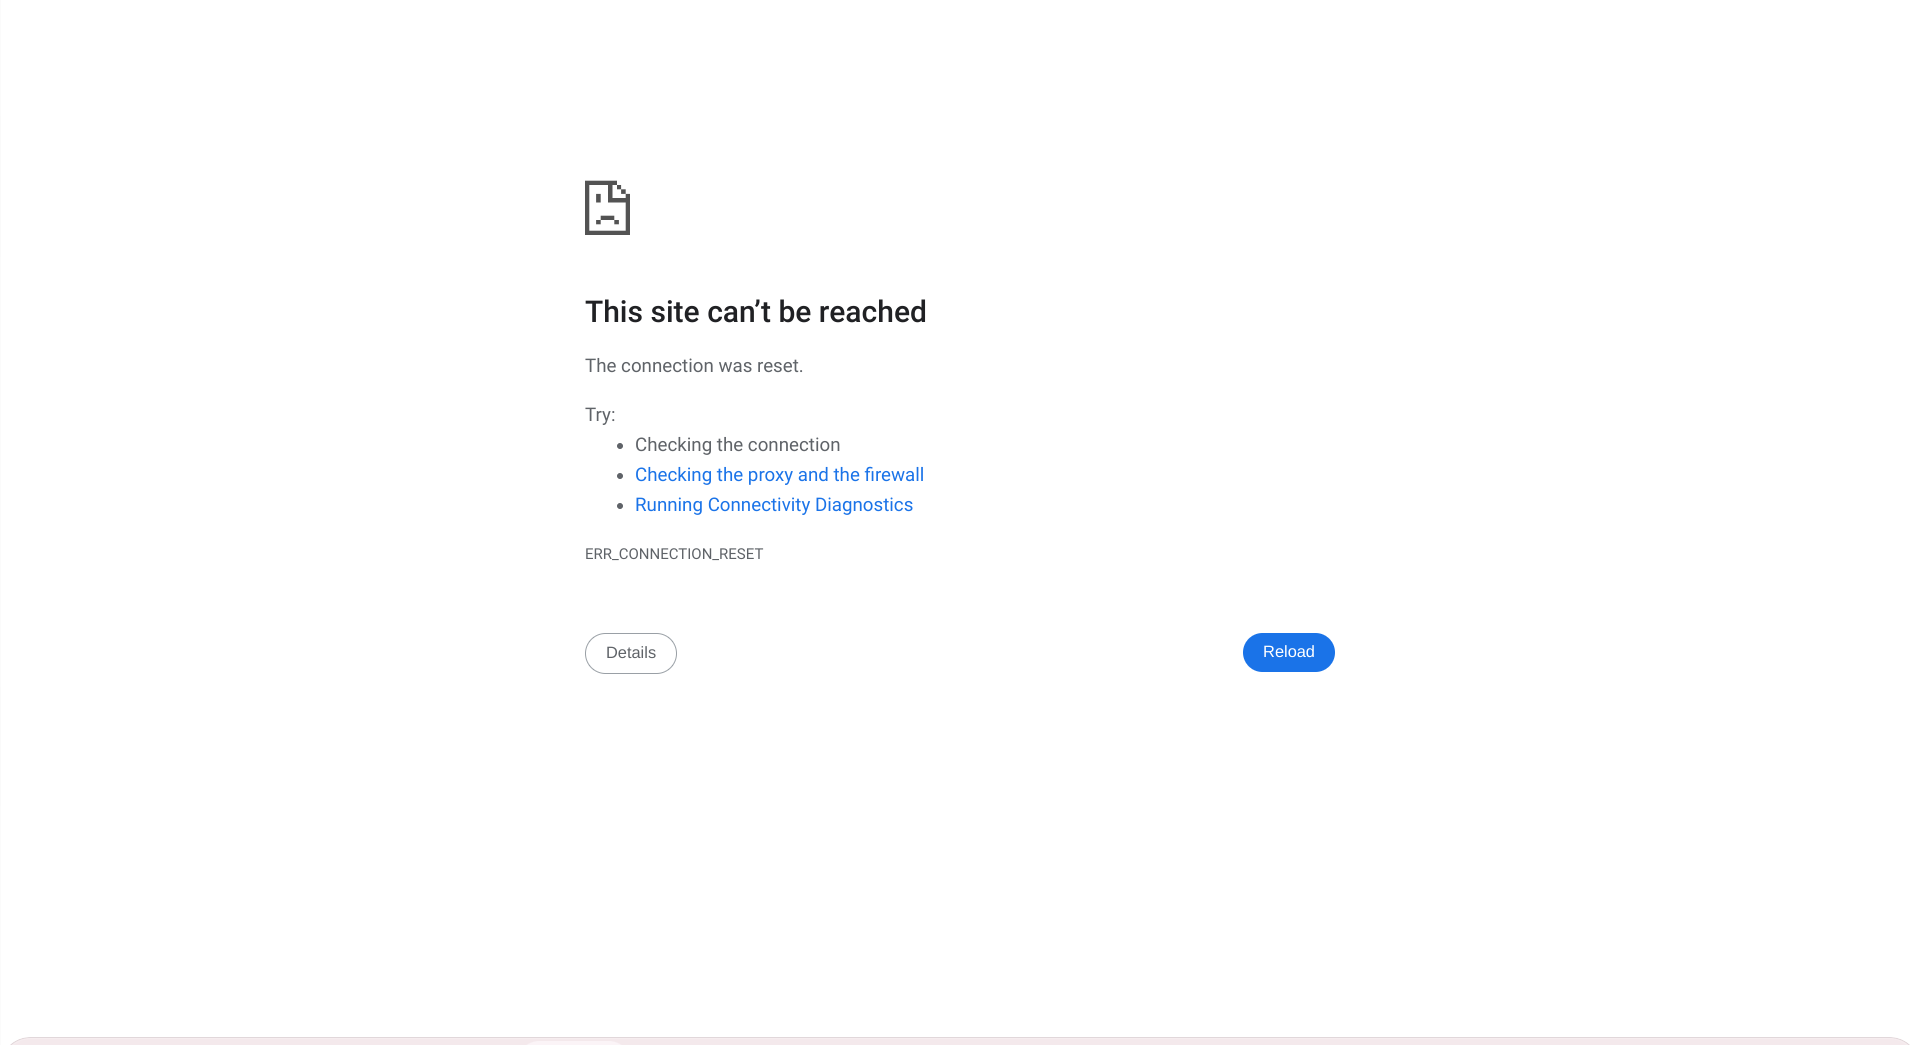 This site can’t be reached
The connection was reset.
Try:
Checking the connection
Checking the proxy and the firewall
Running Connectivity Diagnostics
ERR_CONNECTION_RESET
Details
Reload